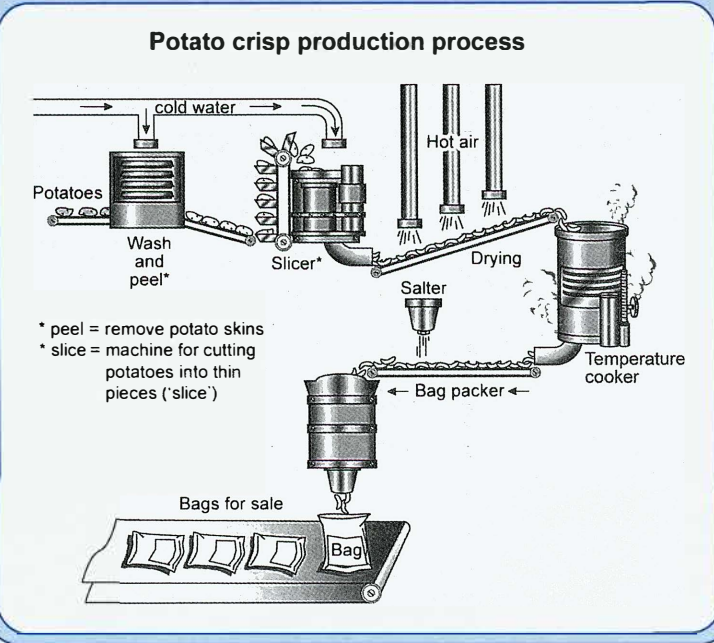 Potato crisp production process
cold water
Hot air
Potatoes
Wash
and
peel*
Slicer*
Drying
Salter
* peel = remove potato skins
* slice = machine for cutting
potatoes into thin
pieces (‘slice’)
Temperature
cooker
Bag packer
Bags for sale
Bag